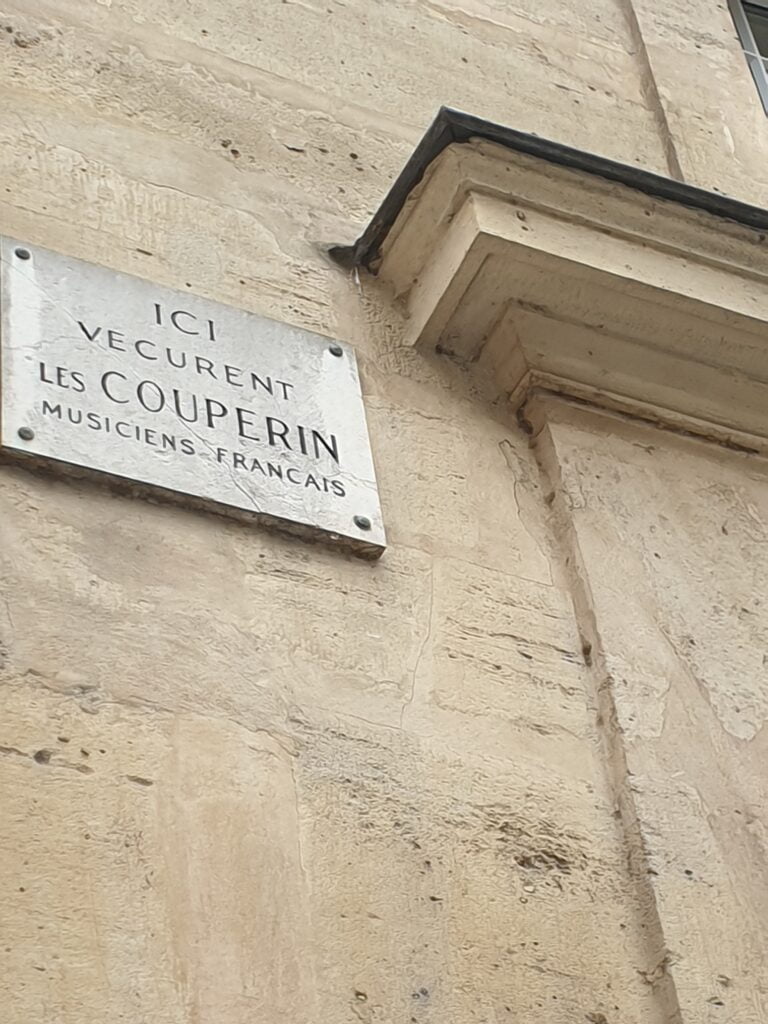 ICI
VECURENT
LES COUPERIN
MUSICIENS FRANCAIS